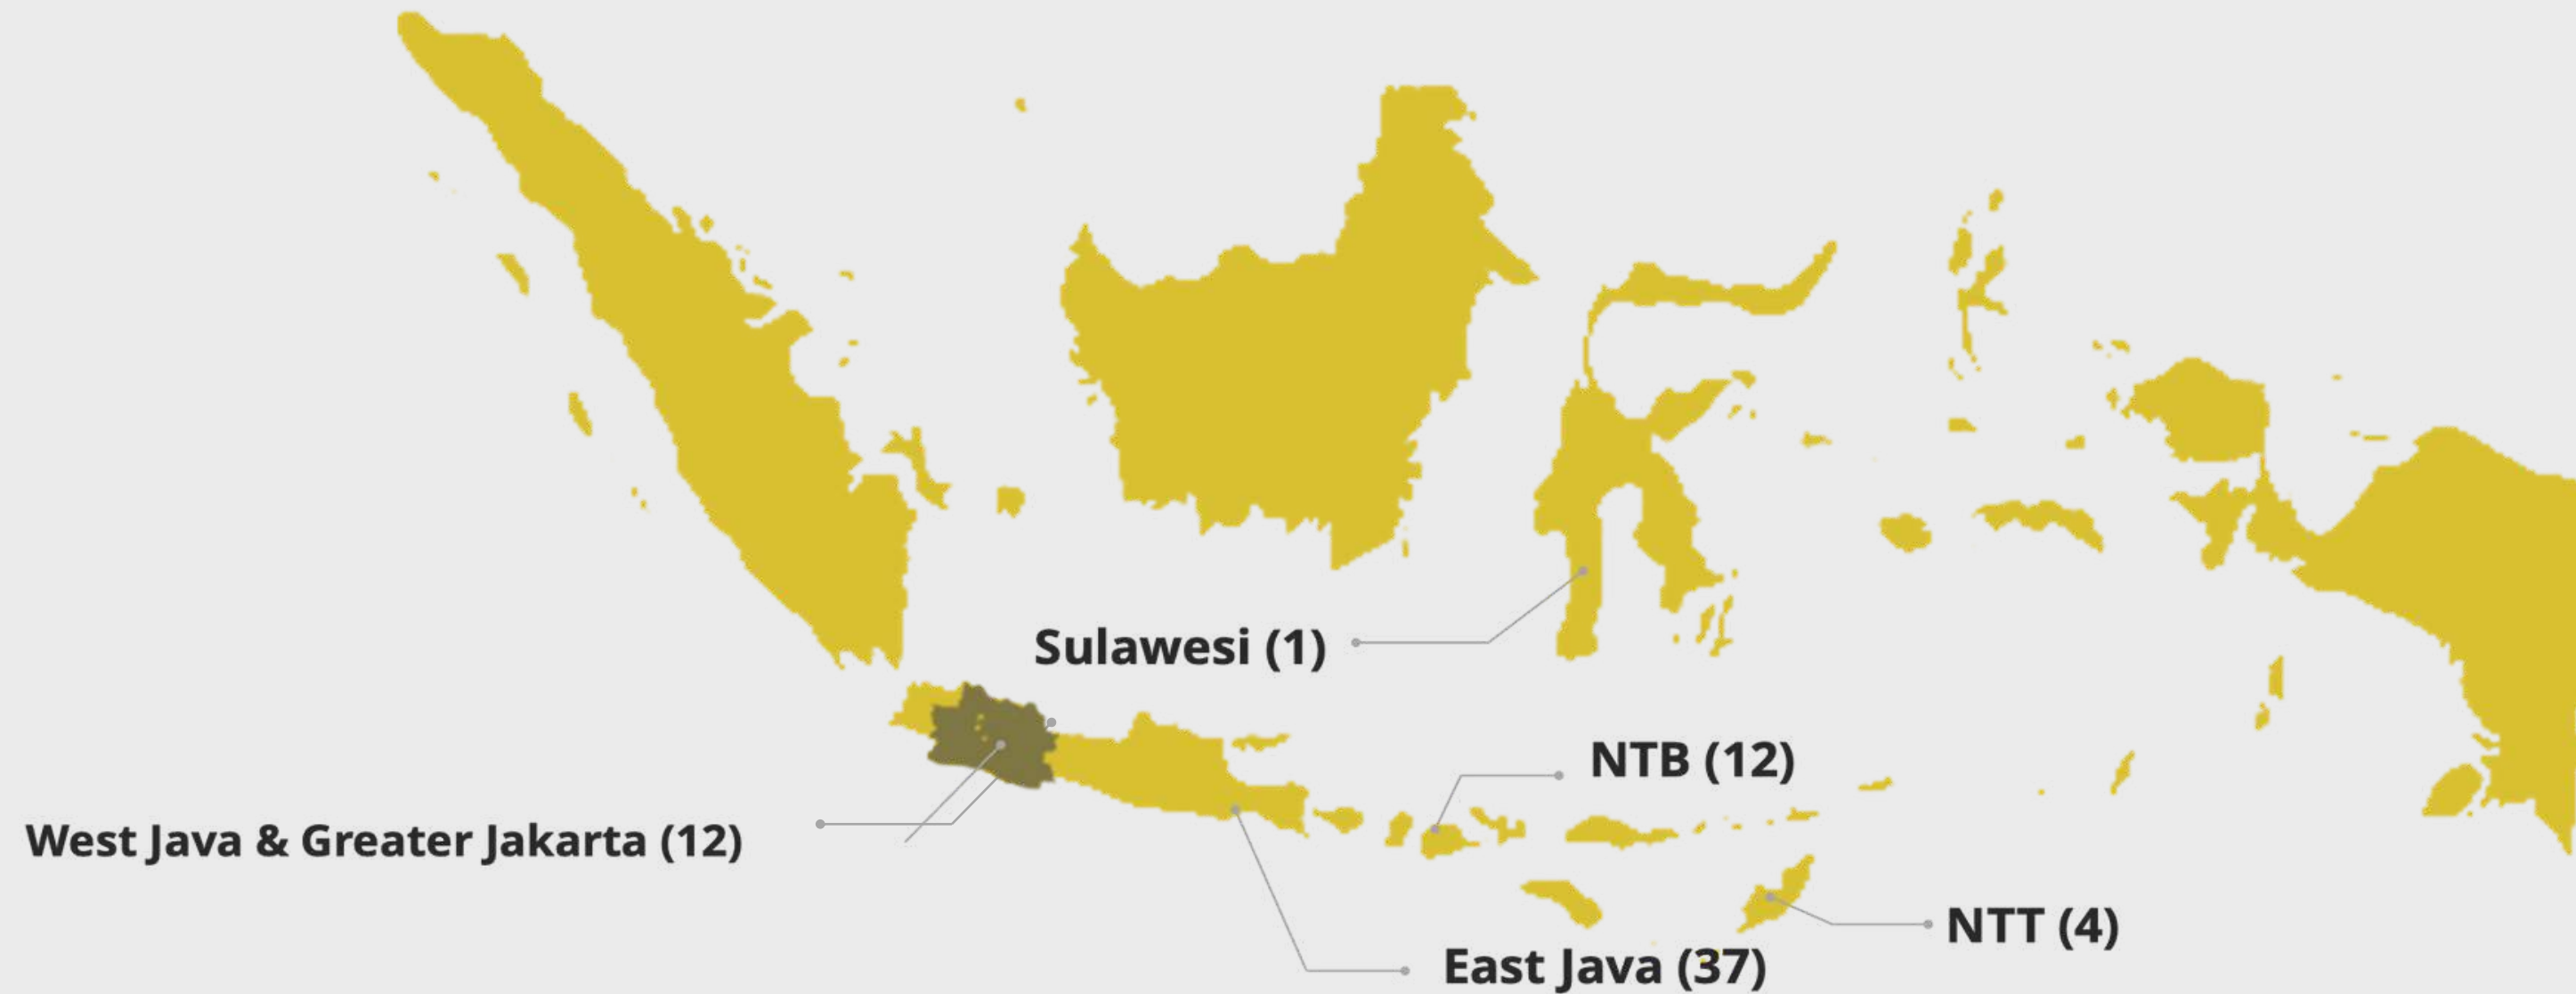 Sulawesi (1)
NTB (12)
West Java & Greater Jakarta (12)
NTT (4)
East Java (37)